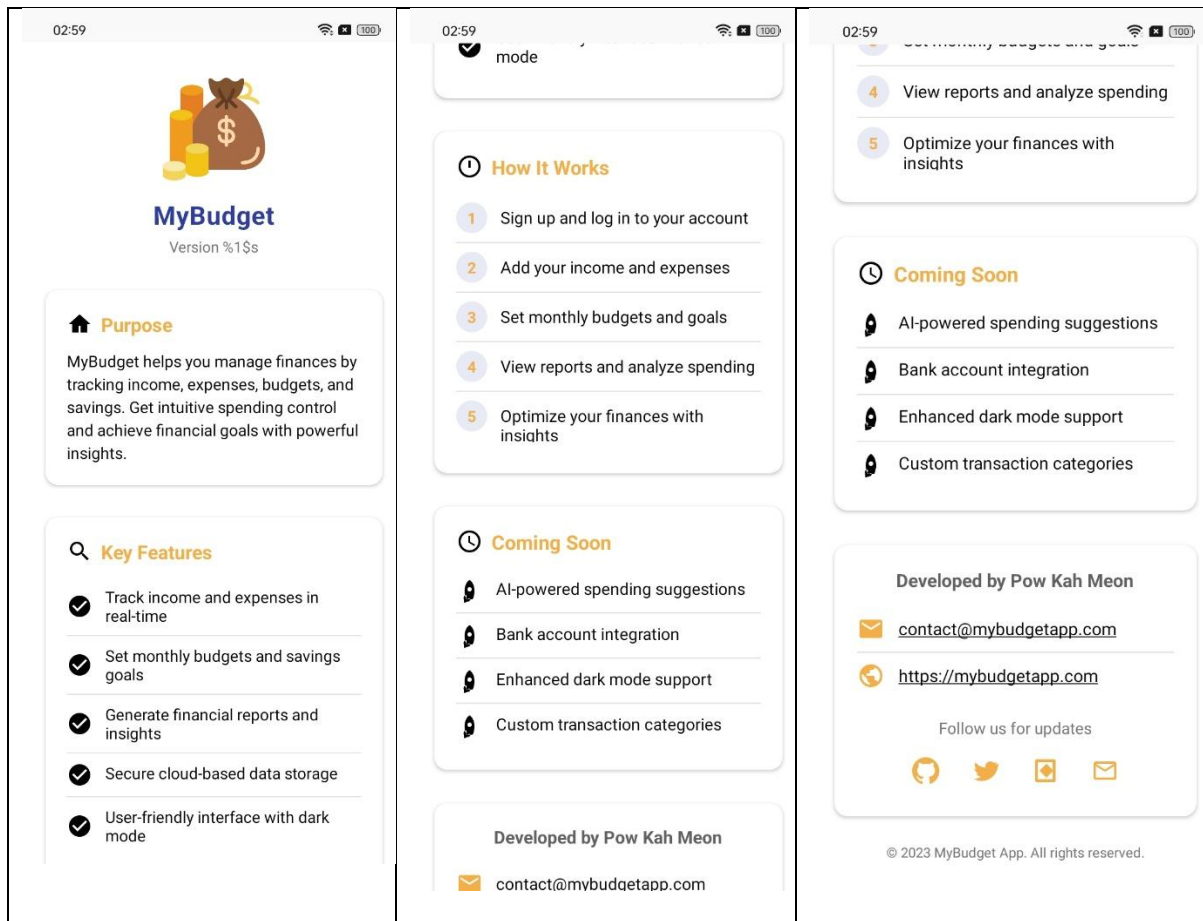 02:59
100
$
MyBudget
Version %1$s
Purpose
MyBudget helps you manage finances by
tracking income, expenses, budgets, and
savings. Get intuitive spending control
and achieve financial goals with powerful
insights.
Key Features
Track income and expenses in
real-time
Set monthly budgets and savings
goals
Generate financial reports and
insights
Secure cloud-based data storage
User-friendly interface with dark
mode
02:59
100
mode
How It Works
1 Sign up and log in to your account
2 Add your income and expenses
3 Set monthly budgets and goals
4 View reports and analyze spending
5 Optimize your finances with
insights
Coming Soon
AI-powered spending suggestions
Bank account integration
Enhanced dark mode support
Custom transaction categories
Developed by Pow Kah Meon
contact@mybudgetapp.com
02:59
100
Set monthly budgets and goals
4 View reports and analyze spending
5 Optimize your finances with
insights
Coming Soon
AI-powered spending suggestions
Bank account integration
Enhanced dark mode support
Custom transaction categories
Developed by Pow Kah Meon
contact@mybudgetapp.com
https://mybudgetapp.com
Follow us for updates
© 2023 MyBudget App. All rights reserved.